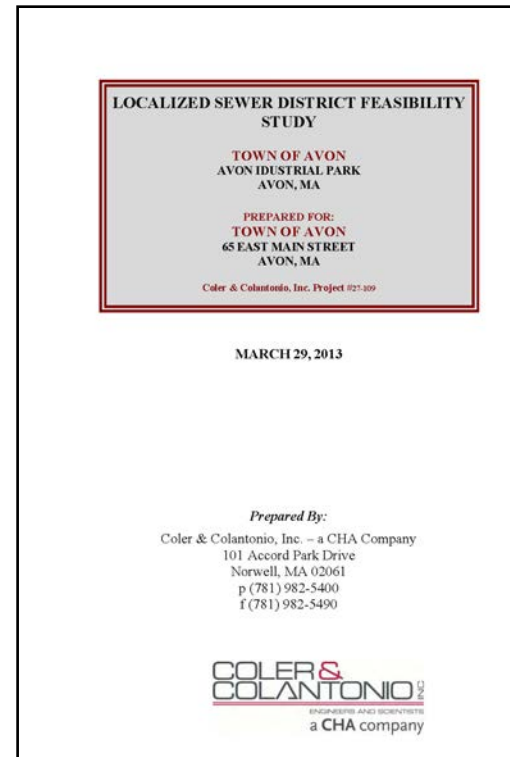 LOCALIZED SEWER DISTRICT FEASIBILITY
STUDY
TOWN OF AVON
AVON IDUSTRIAL PARK
AVON, MA
PREPARED FOR:
TOWN OF AVON
65 EAST MAIN STREET
AVON, MA
Coler & Colantonio, Inc. Project #27-109
MARCH 29, 2013
Prepared By:
Coler & Colantonio, Inc. – a CHA Company
101 Accord Park Drive
Norwell, MA 02061
p (781) 982-5400
f (781) 982-5490
COLER &
COLANTONIO INC
ENGINEERS AND SCIENTISTS
a CHA company